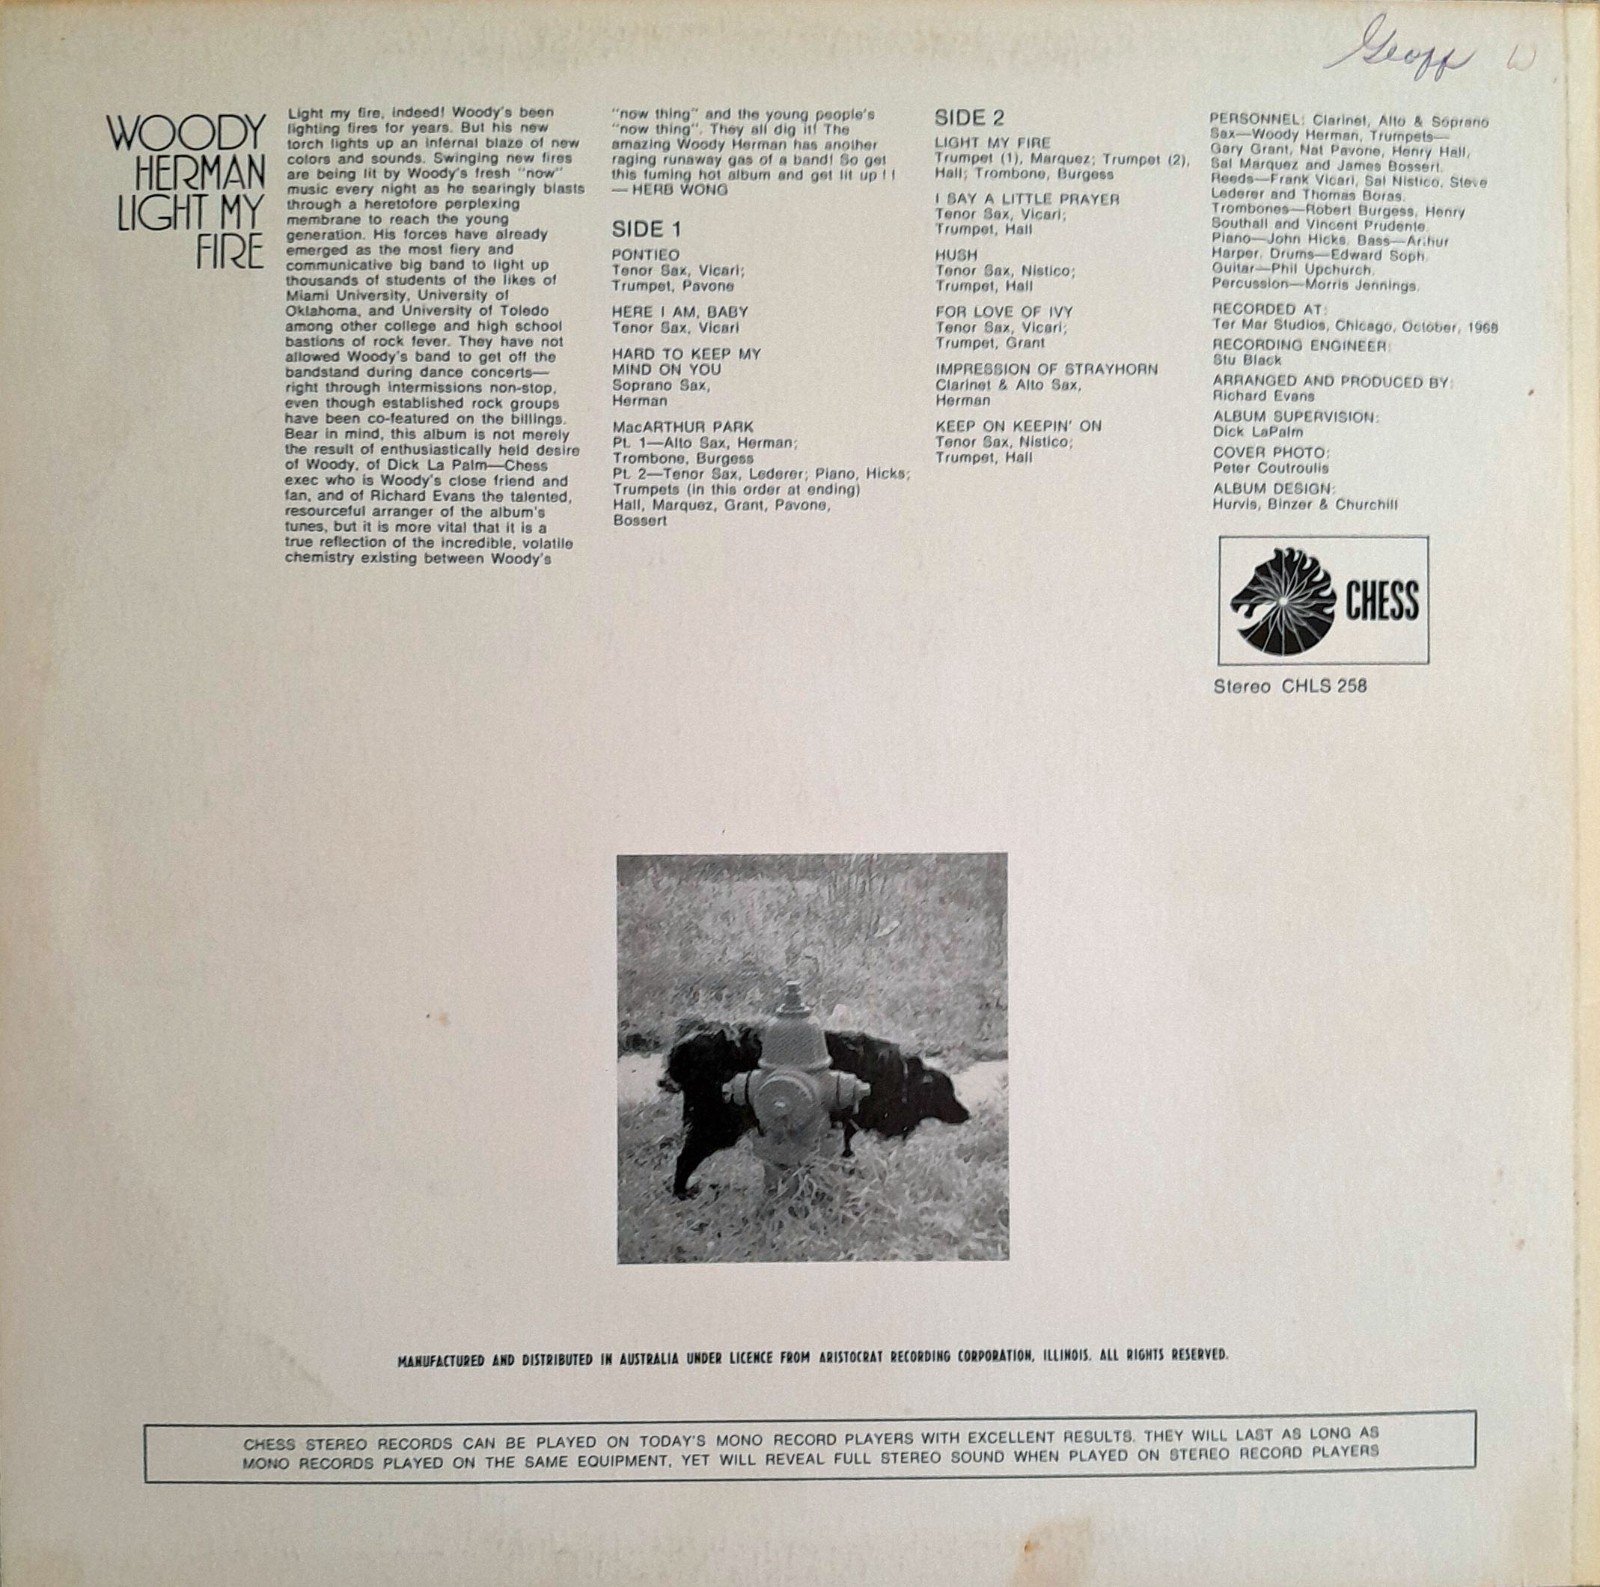 Geoff W
WOODY
HERMAN
LIGHT MY
FIRE
Light my fire, indeed! Woody's been
lighting fires for years. But his new
torch lights up an infernal blaze of new
colors and sounds. Swinging new fires
are being lit by Woody's fresh "now"
music every night as he searingly blasts
through a heretofore perplexing
membrane to reach the young
generation. His forces have already
emerged as the most fiery and
communicative big band to light up
thousands of students of the likes of
Miami University, University of
Oklahoma, and University of Toledo
among other college and high school
bastions of rock fever. They have not
allowed Woody's band to get off the
bandstand during dance concerts—
right through intermissions non-stop,
even though established rock groups
have been co-featured on the billings.
Bear in mind, this album is not merely
the result of enthusiastically held desire
of Woody, of Dick La Palm—Chess
exec who is Woody's close friend and
fan, and of Richard Evans the talented,
resourceful arranger of the album's
tunes, but it is more vital that it is a
true reflection of the incredible, volatile
chemistry existing between Woody's
"now thing" and the young people's
"now thing". They all dig it! The
amazing Woody Herman has another
raging runaway gas of a band! So get
this fuming hot album and get lit up ! !
— HERB WONG
SIDE 1
PONTIEO
Tenor Sax, Vicari;
Trumpet, Pavone
HERE I AM, BABY
Tenor Sax, Vicari
HARD TO KEEP MY
MIND ON YOU
Soprano Sax,
Herman
MacARTHUR PARK
Pt. 1—Alto Sax, Herman;
Trombone, Burgess
Pt. 2—Tenor Sax, Lederer; Piano, Hicks;
Trumpets (in this order at ending)
Hall, Marquez, Grant, Pavone,
Bossert
SIDE 2
LIGHT MY FIRE
Trumpet (1), Marquez; Trumpet (2),
Hall; Trombone, Burgess
I SAY A LITTLE PRAYER
Tenor Sax, Vicari;
Trumpet, Hall
HUSH
Tenor Sax, Nistico;
Trumpet, Hall
FOR LOVE OF IVY
Tenor Sax, Vicari;
Trumpet, Grant
IMPRESSION OF STRAYHORN
Clarinet & Alto Sax,
Herman
KEEP ON KEEPIN' ON
Tenor Sax, Nistico;
Trumpet, Hall
PERSONNEL: Clarinet, Alto & Soprano
Sax—Woody Herman, Trumpets—
Gary Grant, Nat Pavone, Henry Hall,
Sal Marquez and James Bossert.
Reeds—Frank Vicari, Sal Nistico, Steve
Lederer and Thomas Boras.
Trombones—Robert Burgess, Henry
Southall and Vincent Prudente.
Piano—John Hicks. Bass—Arthur
Harper. Drums—Edward Soph.
Guitar—Phil Upchurch.
Percussion—Morris Jennings.
RECORDED AT:
Ter Mar Studios, Chicago, October, 1968
RECORDING ENGINEER:
Stu Black
ARRANGED AND PRODUCED BY:
Richard Evans
ALBUM SUPERVISION:
Dick LaPalm
COVER PHOTO:
Peter Coutroulis
ALBUM DESIGN:
Hurvis, Binzer & Churchill
CHESS
Stereo CHLS 258
MANUFACTURED AND DISTRIBUTED IN AUSTRALIA UNDER LICENCE FROM ARISTOCRAT RECORDING CORPORATION, ILLINOIS. ALL RIGHTS RESERVED.
CHESS STEREO RECORDS CAN BE PLAYED ON TODAY'S MONO RECORD PLAYERS WITH EXCELLENT RESULTS. THEY WILL LAST AS LONG AS
MONO RECORDS PLAYED ON THE SAME EQUIPMENT, YET WILL REVEAL FULL STEREO SOUND WHEN PLAYED ON STEREO RECORD PLAYERS